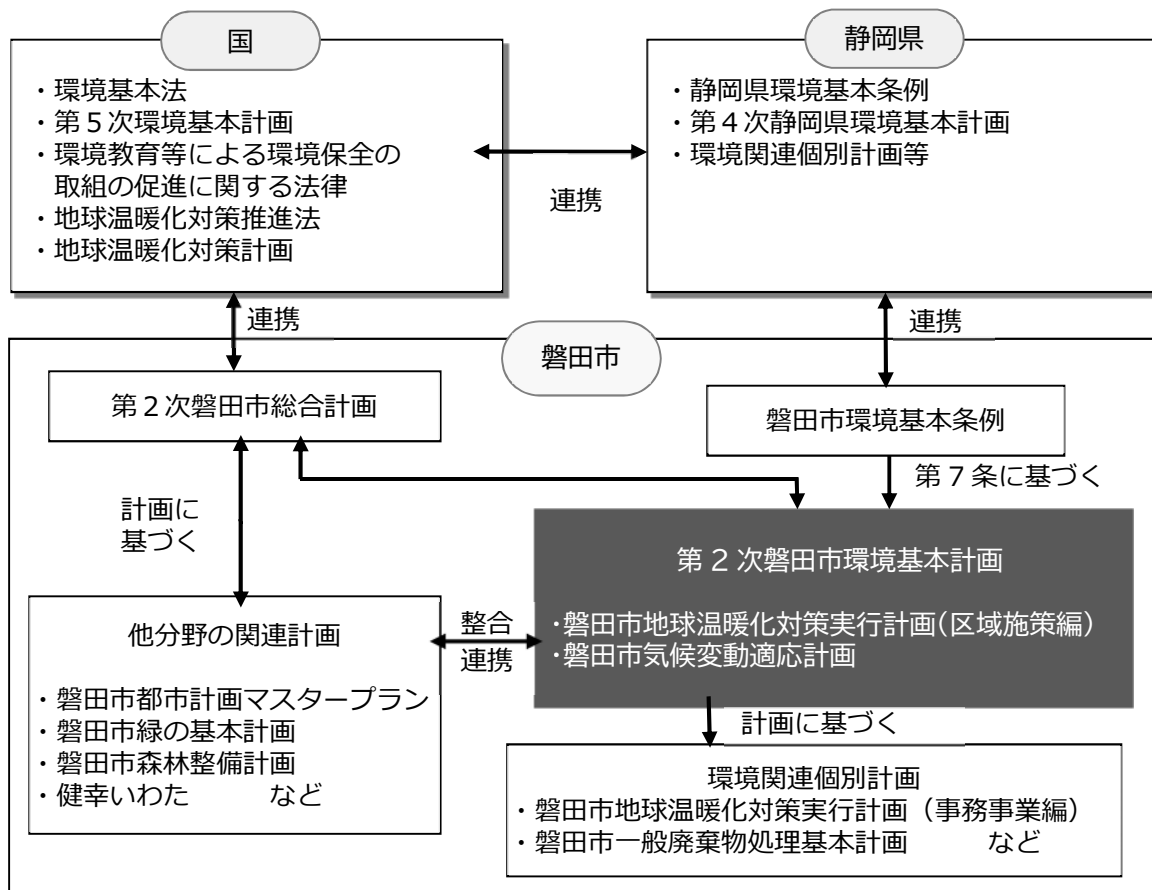 国
・環境基本法
・第５次環境基本計画
・環境教育等による環境保全の
取組の促進に関する法律
・地球温暖化対策推進法
・地球温暖化対策計画
静岡県
・静岡県環境基本条例
・第４次静岡県環境基本計画
・環境関連個別計画等
連携
連携
連携
磐田市
第２次磐田市総合計画
磐田市環境基本条例
第７条に基づく
計画に
基づく
第２次磐田市環境基本計画
・磐田市地球温暖化対策実行計画（区域施策編）
・磐田市気候変動適応計画
整合
連携
他分野の関連計画
・磐田市都市計画マスタープラン
・磐田市緑の基本計画
・磐田市森林整備計画
・健幸いわた　　　など
計画に基づく
環境関連個別計画
・磐田市地球温暖化対策実行計画（事務事業編）
・磐田市一般廃棄物処理基本計画　　　など